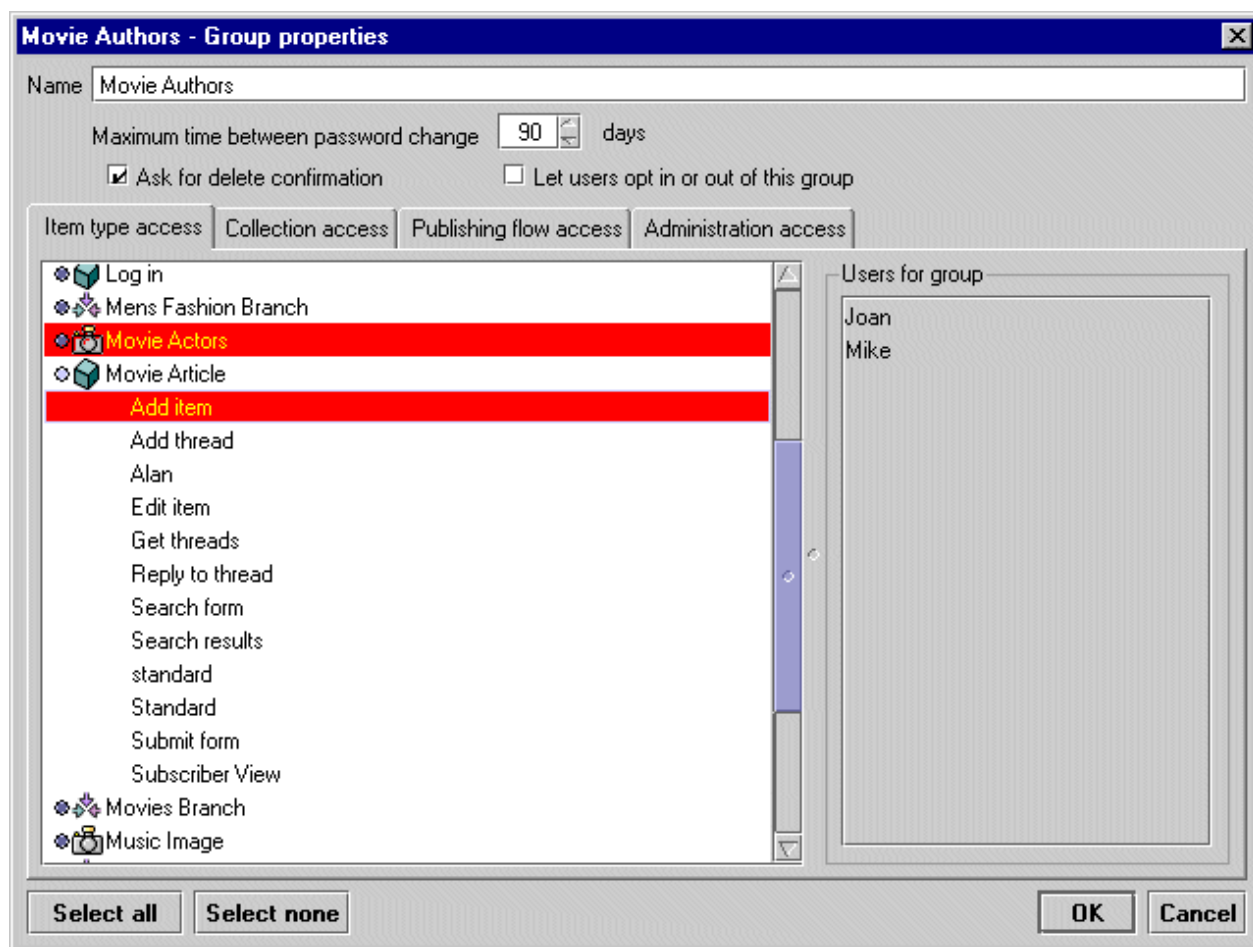 Movie Authors - Group properties
Name Movie Authors
Maximum time between password change 90 days
Ask for delete confirmation Let users opt in or out of this group
Item type access Collection access Publishing flow access Administration access
Log in
Mens Fashion Branch
Movie Actors
Movie Article
Add item
Add thread
Alan
Edit item
Get threads
Reply to thread
Search form
Search results
standard
Standard
Submit form
Subscriber View
Movies Branch
Music Image
Users for group
Joan
Mike
Select all Select none OK Cancel